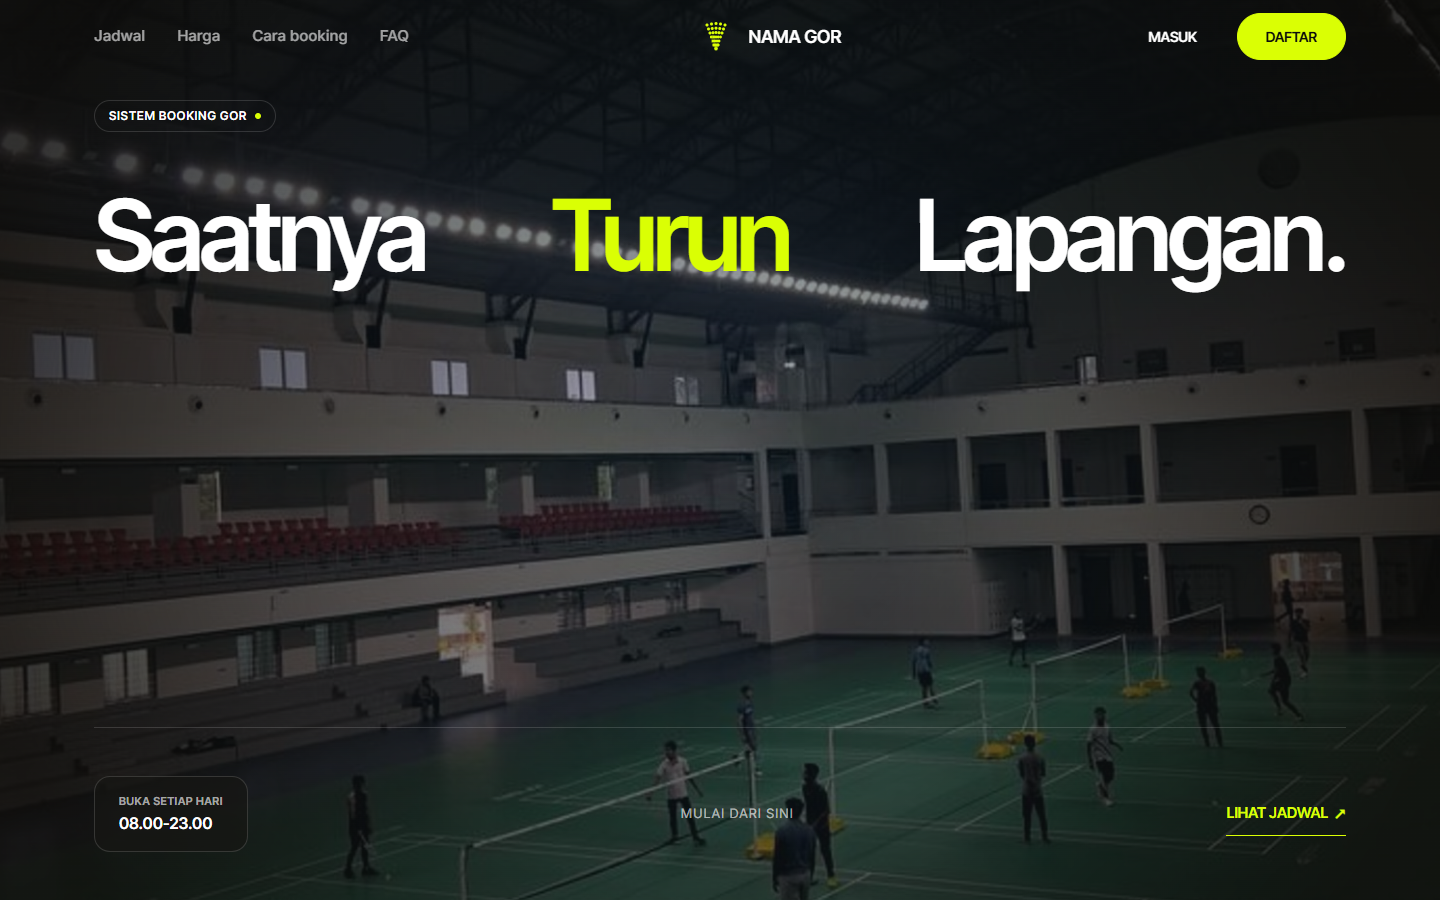 Jadwal Harga Cara booking FAQ NAMA GOR MASUK DAFTAR
SISTEM BOOKING GOR
Saatnya Turun Lapangan.
BUKA SETIAP HARI
08.00-23.00
MULAI DARI SINI
LIHAT JADWAL ↗